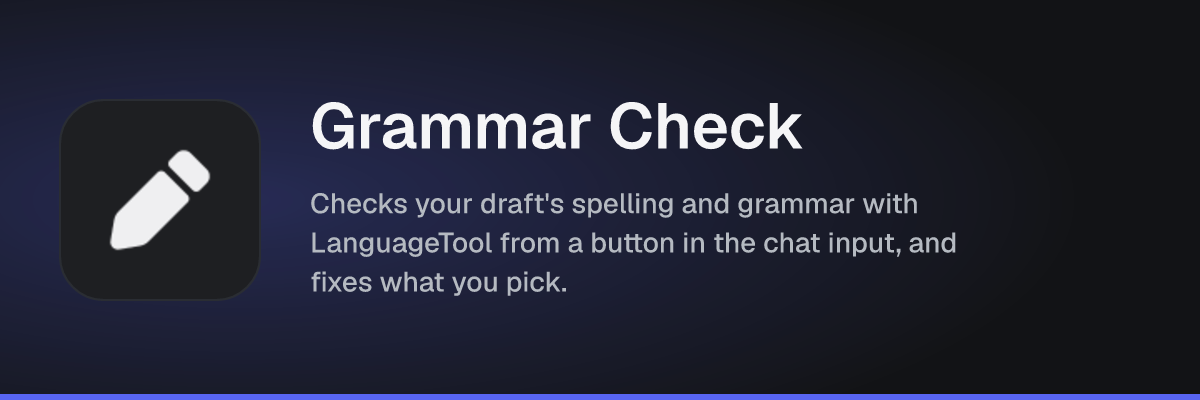 Grammar Check
Checks your draft's spelling and grammar with
LanguageTool from a button in the chat input, and
fixes what you pick.